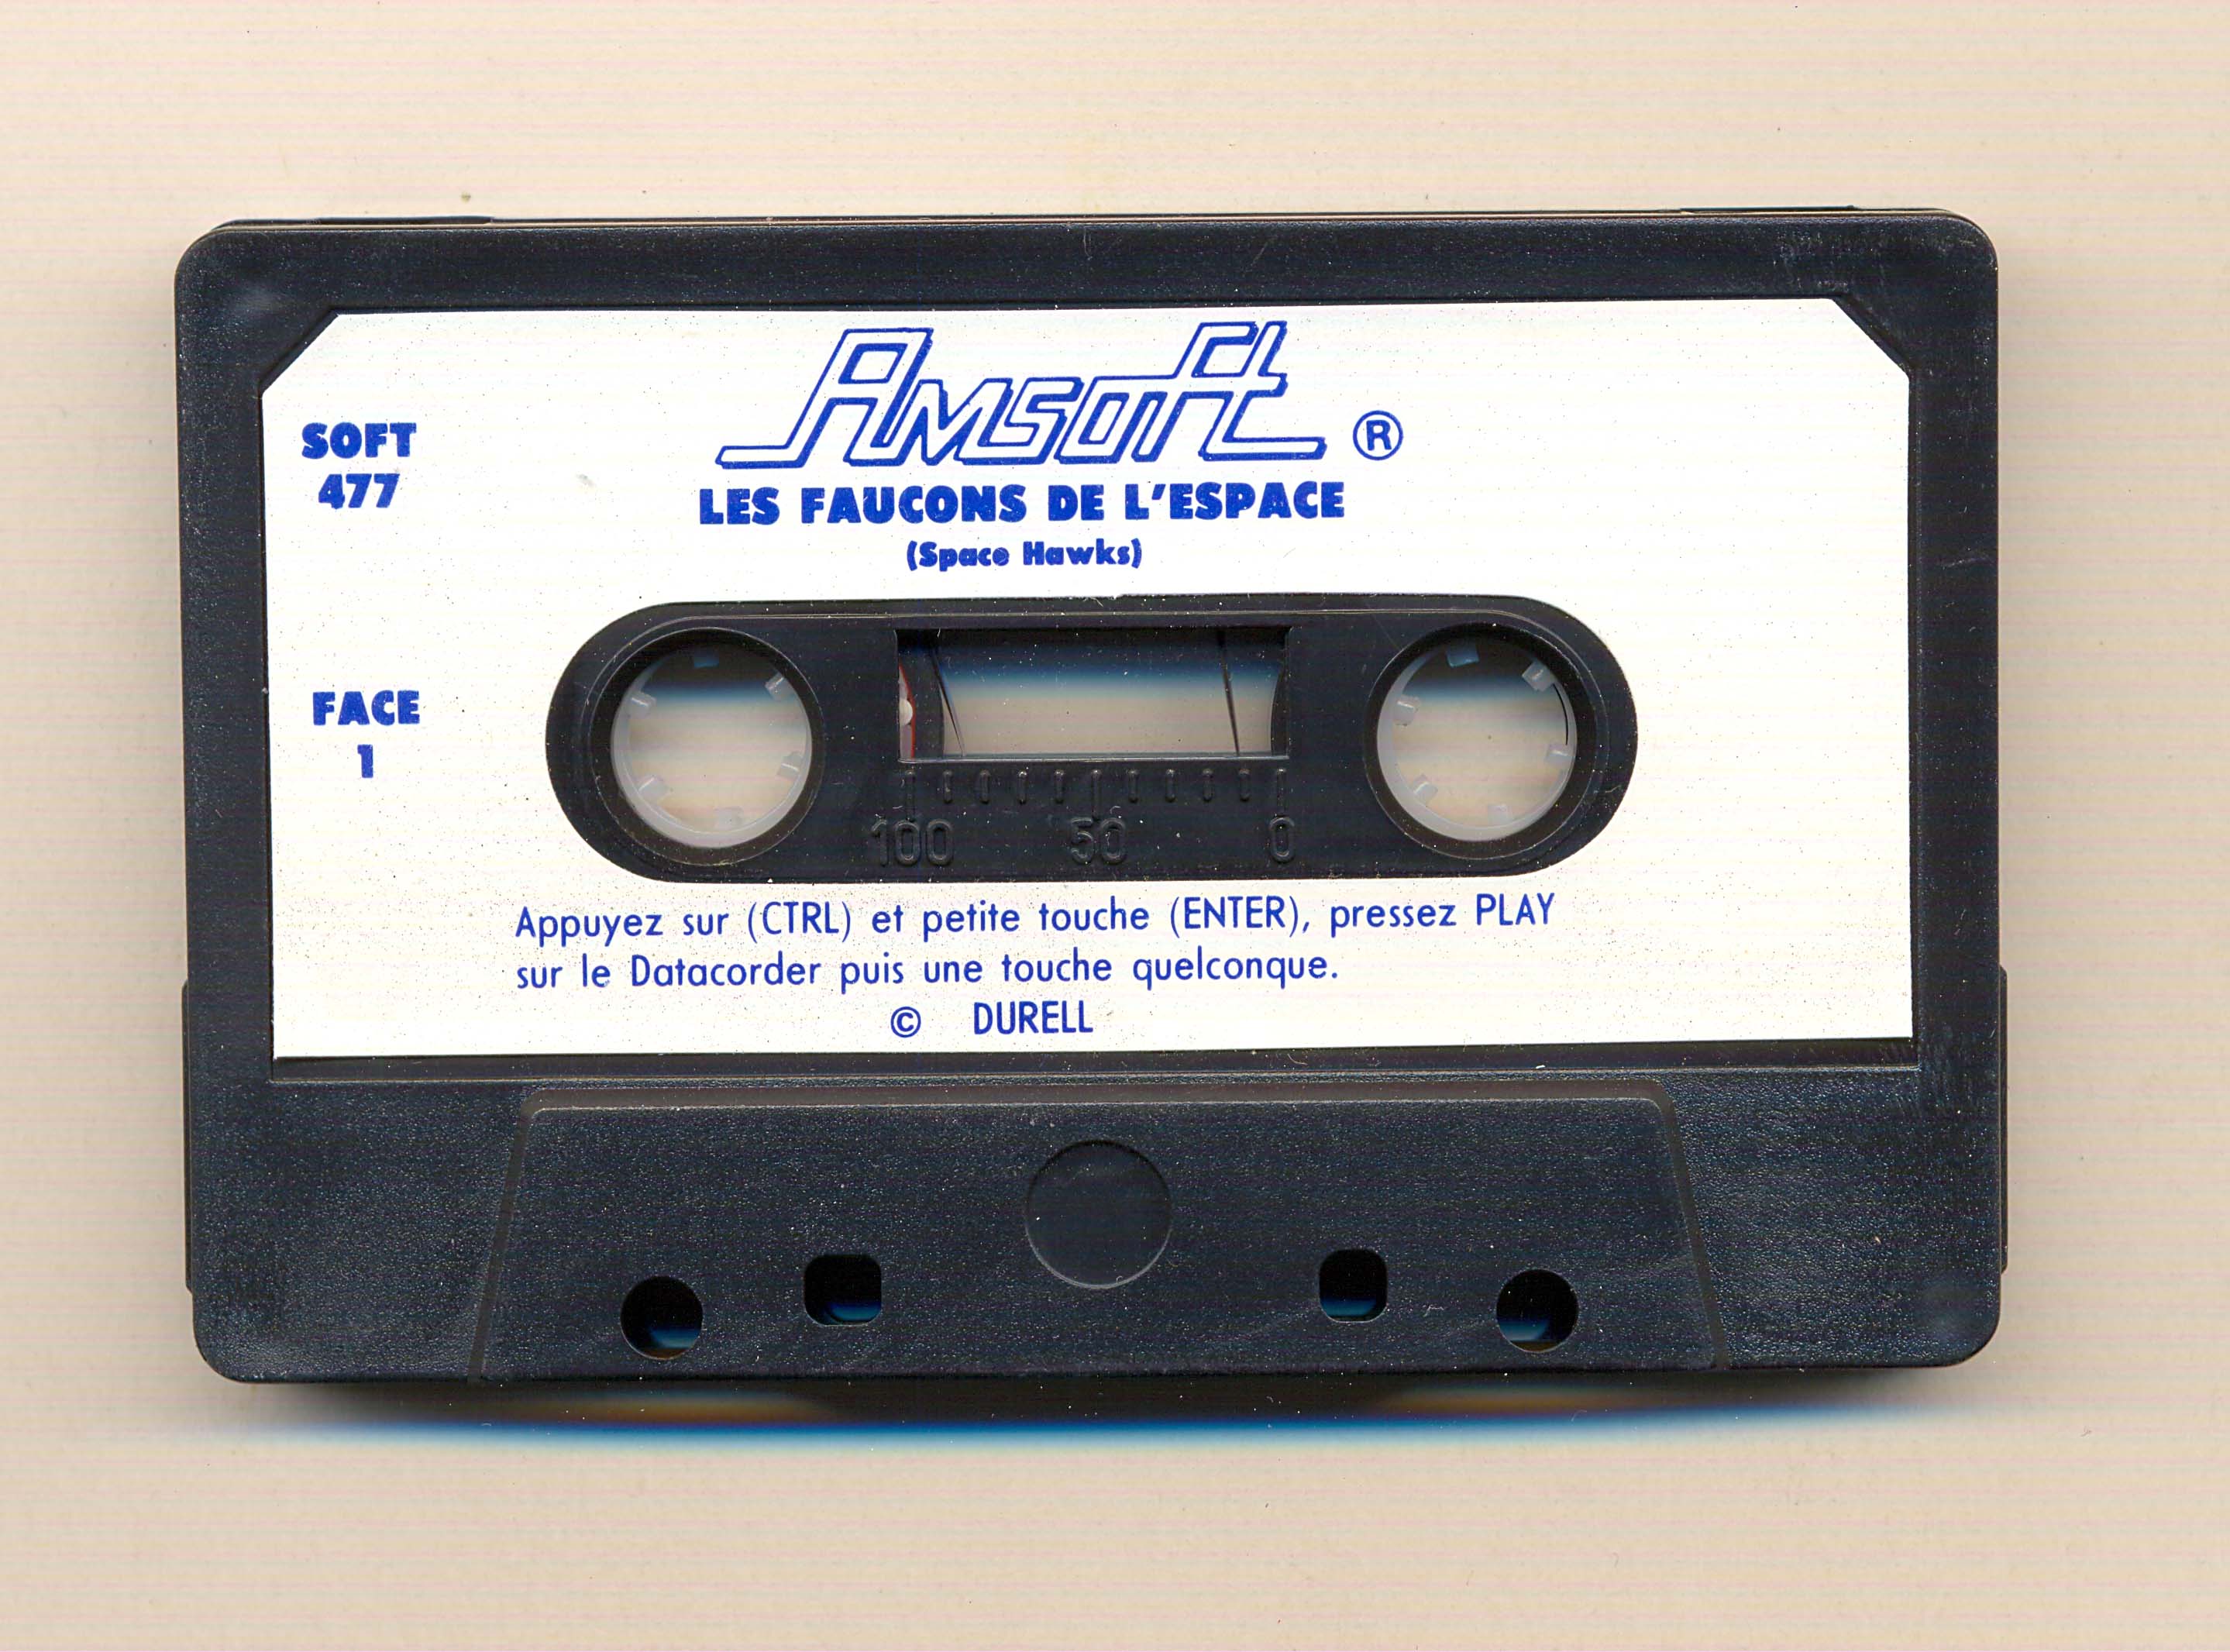 Amsoft ®
SOFT
477
LES FAUCONS DE L'ESPACE
(Space Hawks)
FACE
1
100 50 0
Appuyez sur (CTRL) et petite touche (ENTER), pressez PLAY
sur le Datacorder puis une touche quelconque.
© DURELL